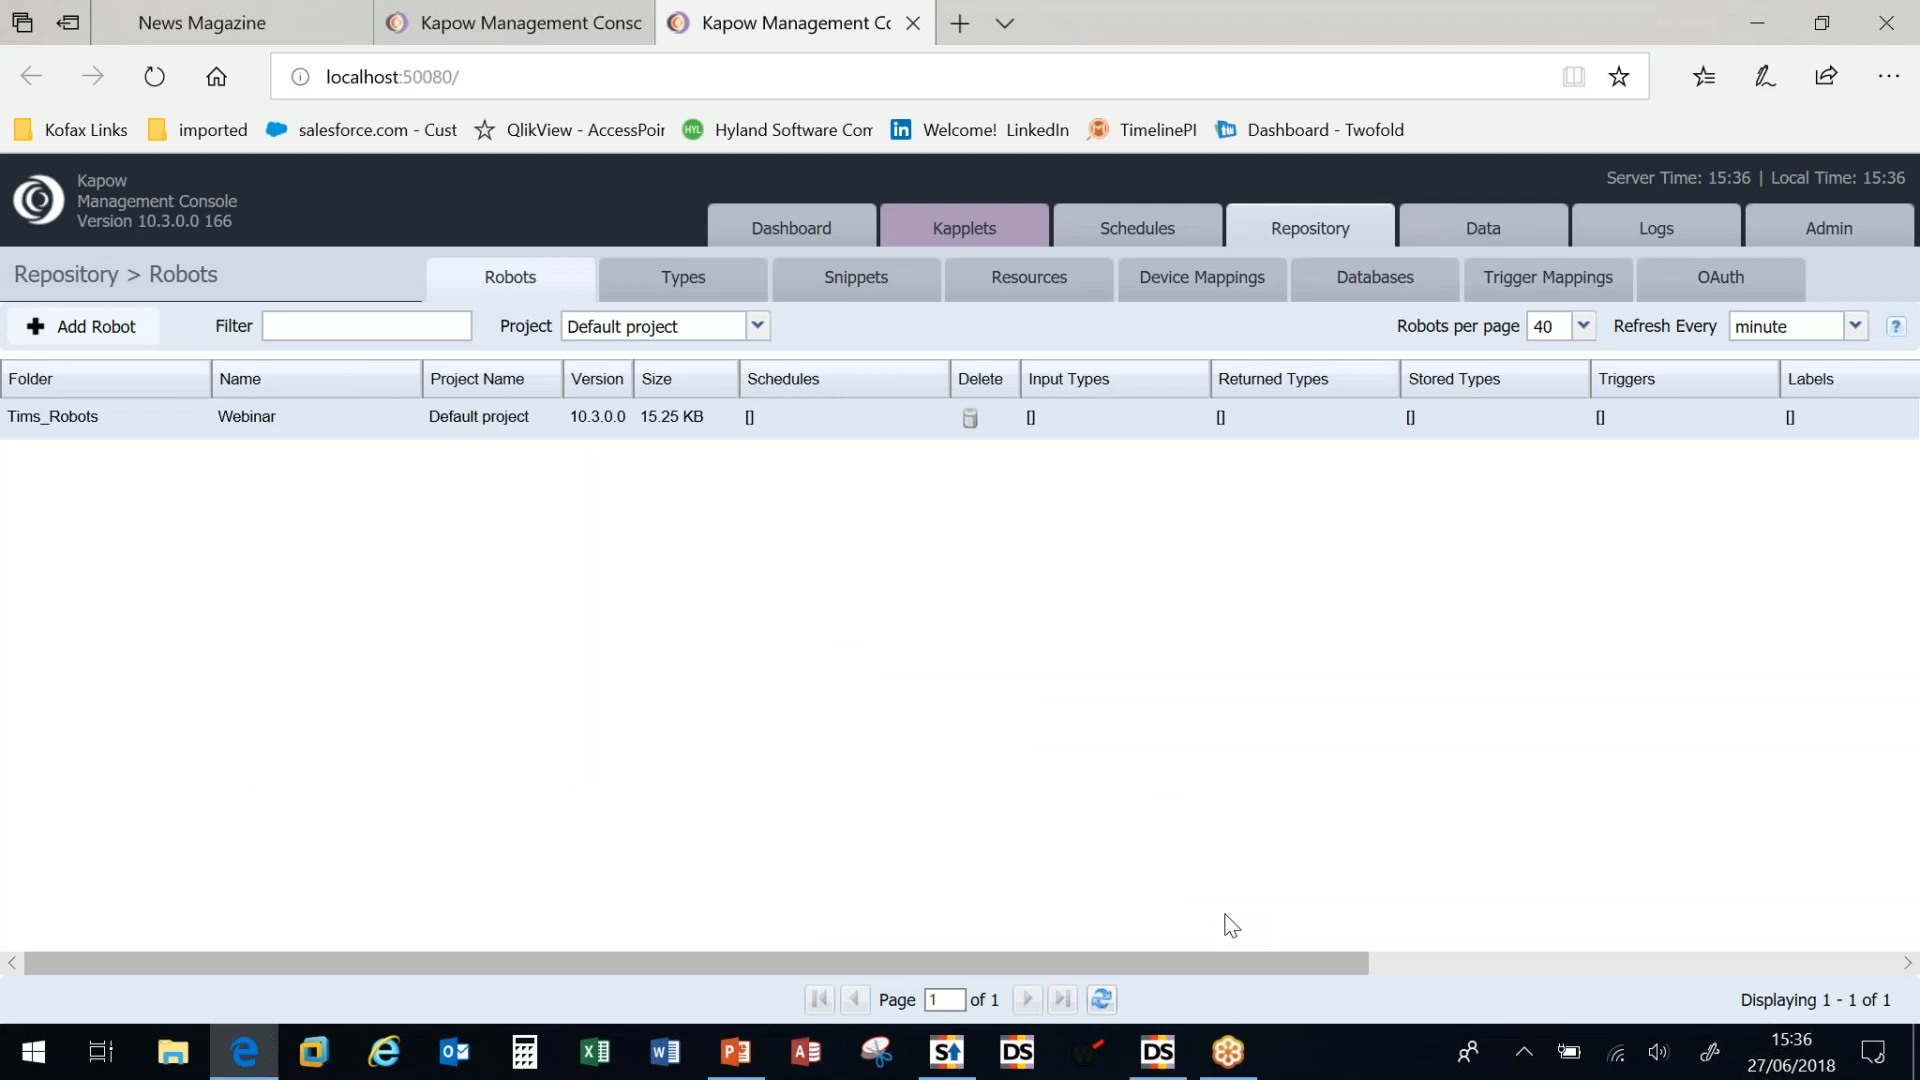 News Magazine
Kapow Management Consc
Kapow Management Cc
localhost:50080/
Kofax Links
imported
salesforce.com - Cust
QlikView - AccessPoir
HYL
Hyland Software Con
in
Welcome! LinkedIn
TimelinePI
Dashboard - Twofold
Kapow
Management Console
Version 10.3.0.0 166
Server Time: 15:36 | Local Time: 15:36
Dashboard
Kapplets
Schedules
Repository
Data
Logs
Admin
Repository > Robots
Robots
Types
Snippets
Resources
Device Mappings
Databases
Trigger Mappings
OAuth
Add Robot
Filter
Project
Default project
Robots per page
40
Refresh Every
minute
?
Folder
Name
Project Name
Version
Size
Schedules
Delete
Input Types
Returned Types
Stored Types
Triggers
Labels
Tims_Robots
Webinar
Default project
10.3.0.0
15.25 KB
[]
[]
[]
[]
[]
[]
Page 1 of 1
Displaying 1 - 1 of 1
S
DS
DS
15:36
27/06/2018